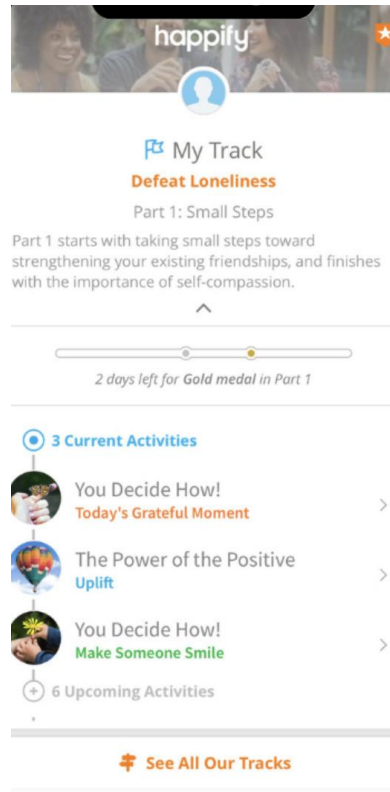 happify
My Track
Defeat Loneliness
Part 1: Small Steps
Part 1 starts with taking small steps toward
strengthening your existing friendships, and finishes
with the importance of self-compassion.
2 days left for Gold medal in Part 1
3 Current Activities
You Decide How!
Today's Grateful Moment
The Power of the Positive
Uplift
You Decide How!
Make Someone Smile
6 Upcoming Activities
See All Our Tracks